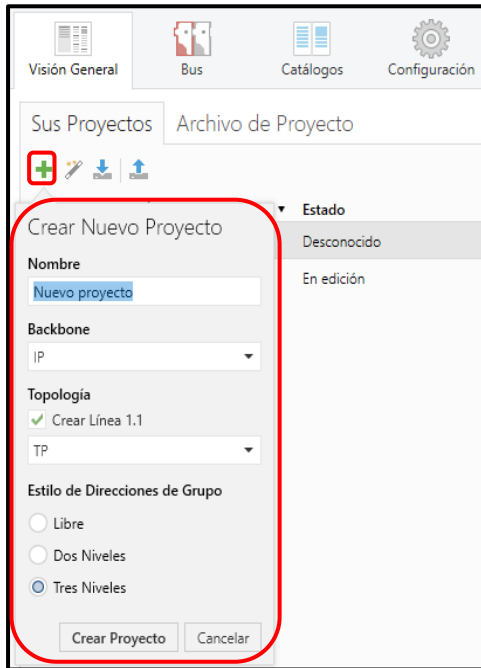 Visión General
Bus
Catálogos
Configuración
Sus Proyectos
Archivo de Proyecto
Estado
Crear Nuevo Proyecto
Desconocido
Nombre
En edición
Nuevo proyecto
Backbone
IP
Topología
Crear Línea 1.1
TP
Estilo de Direcciones de Grupo
Libre
Dos Niveles
Tres Niveles
Crear Proyecto
Cancelar